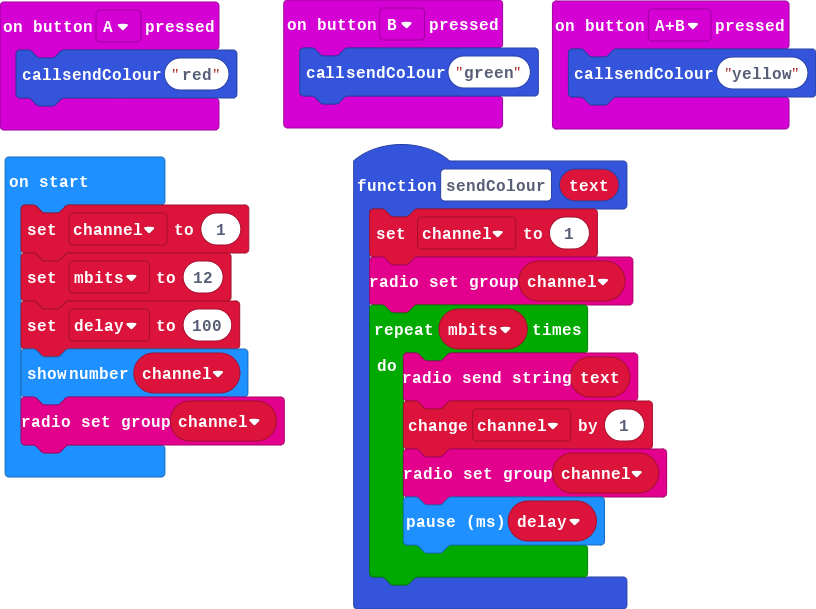 on button A pressed
callsendColour "red"
on button B pressed
callsendColour "green"
on button A+B pressed
callsendColour "yellow"
on start
set channel to 1
set mbits to 12
set delay to 100
shownumber channel
radio set group channel
function sendColour text
set channel to 1
radio set group channel
repeat mbits times
do
radio send string text
change channel by 1
radio set group channel
pause (ms) delay